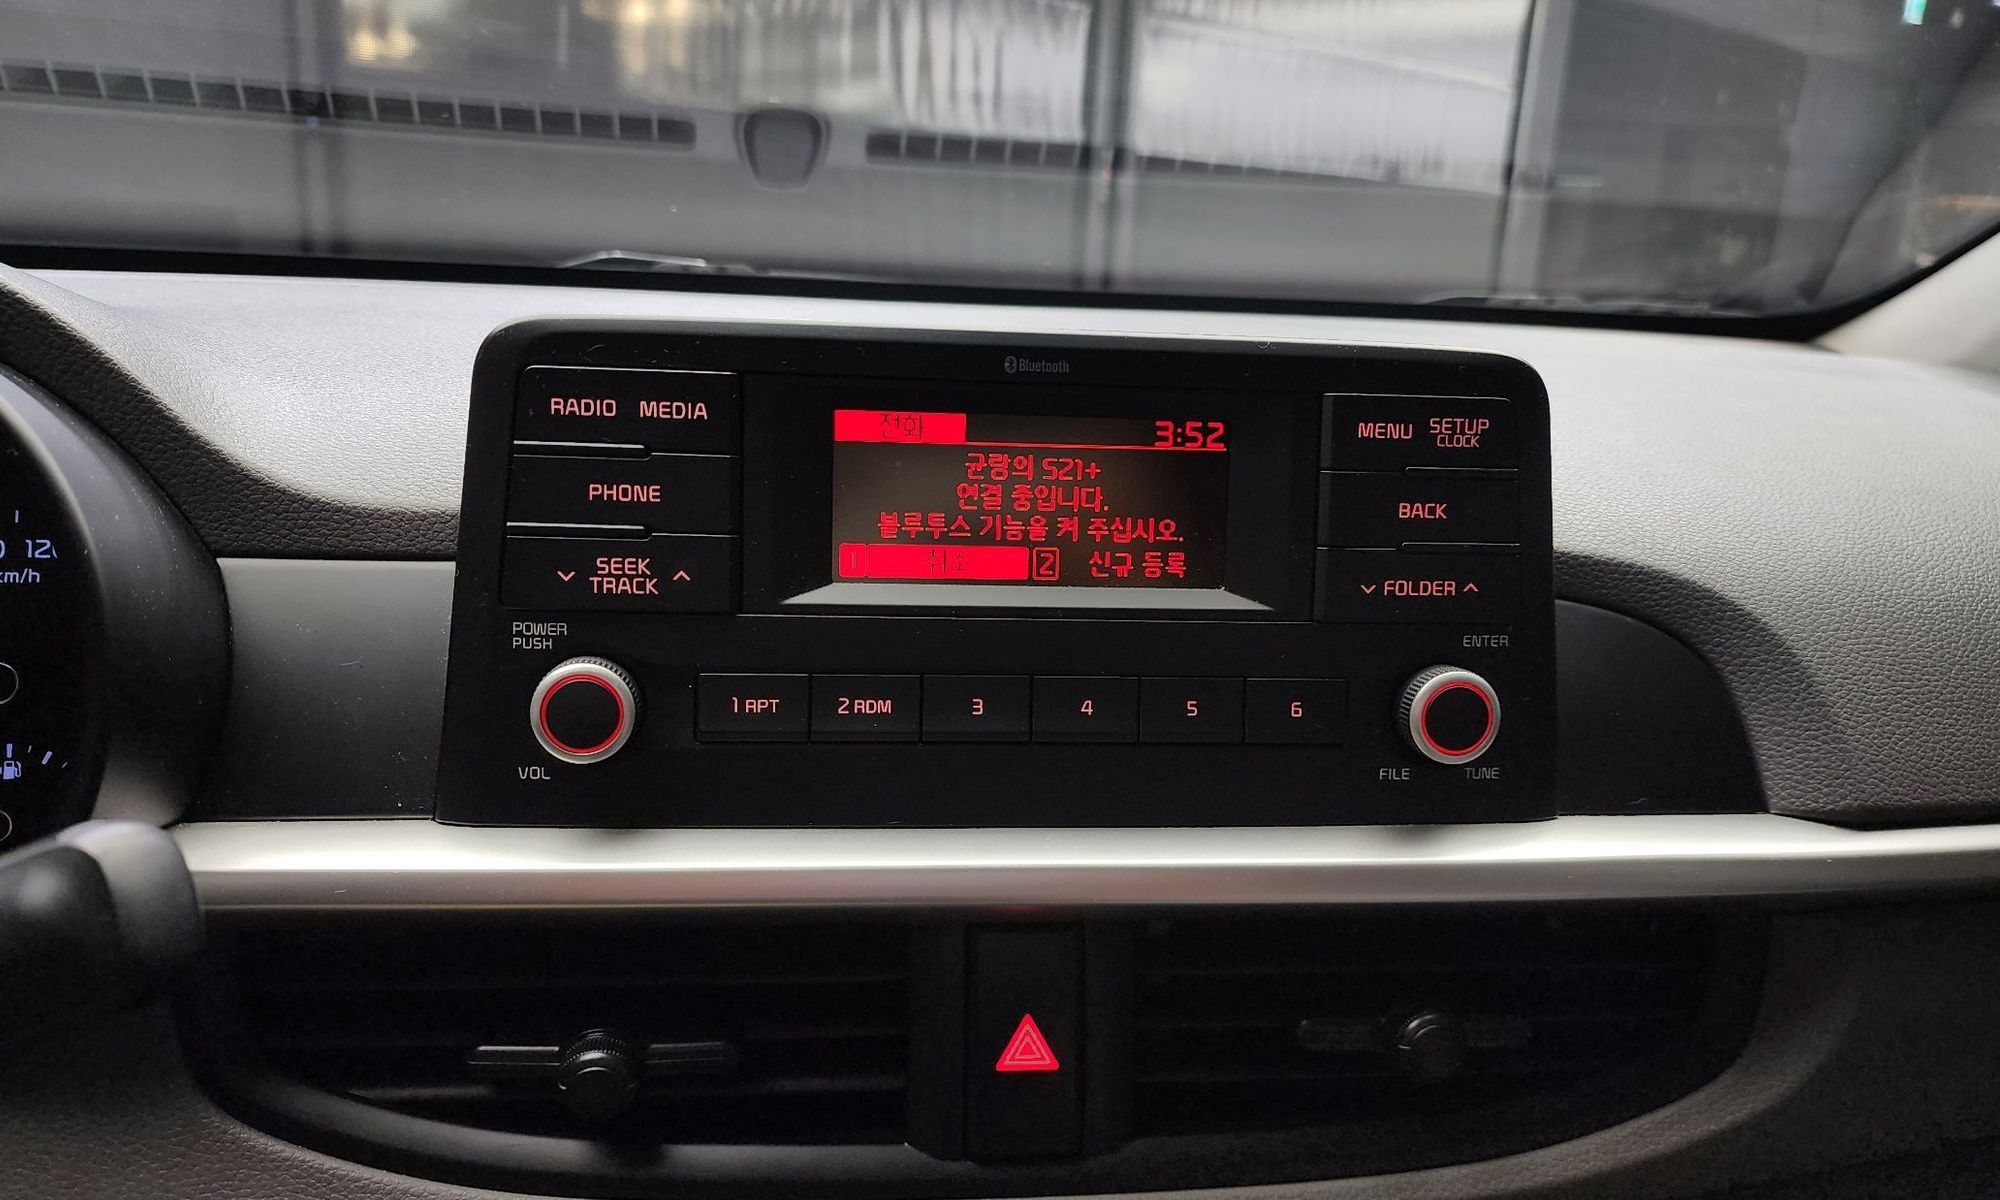 Bluetooth
RADIO MEDIA
PHONE
SEEK
TRACK
전화 3:52
균랑의 S21+
연결 중입니다.
블루투스 기능을 켜 주십시오.
1 취소 2 신규 등록
MENU SETUP
CLOCK
BACK
FOLDER
POWER
PUSH
VOL
1 RPT 2 RDM 3 4 5 6
ENTER
FILE TUNE
km/h